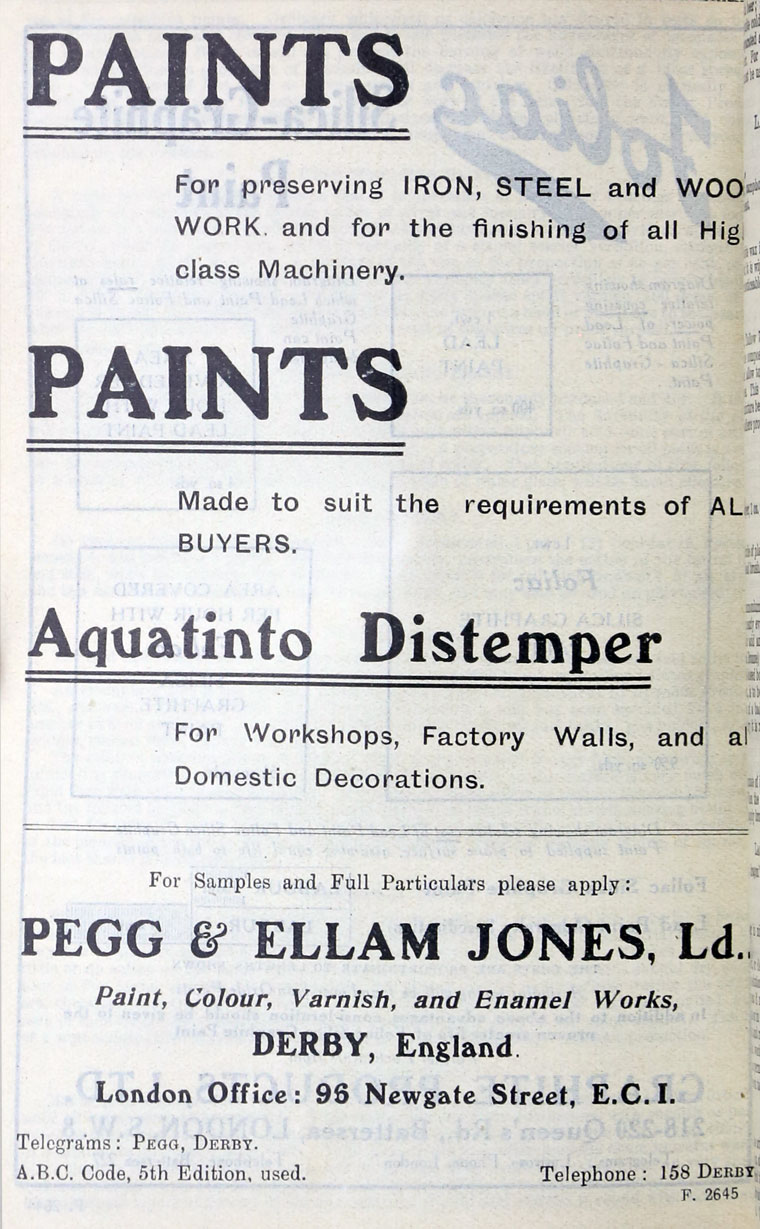 PAINTS
For preserving IRON, STEEL and WOO
WORK. and for the finishing of all Hig
class Machinery.
PAINTS
Made to suit the requirements of AL
BUYERS.
Aquatinto Distemper
For Workshops, Factory Walls, and al
Domestic Decorations.
For Samples and Full Particulars please apply:
PEGG & ELLAM JONES, Ld.,
Paint, Colour, Varnish, and Enamel Works,
DERBY, England.
London Office: 96 Newgate Street, E.C.I.
Telegrams: PEGG, DERBY.
A.B.C. Code, 5th Edition, used.
Telephone: 158 DERBY
F. 2645